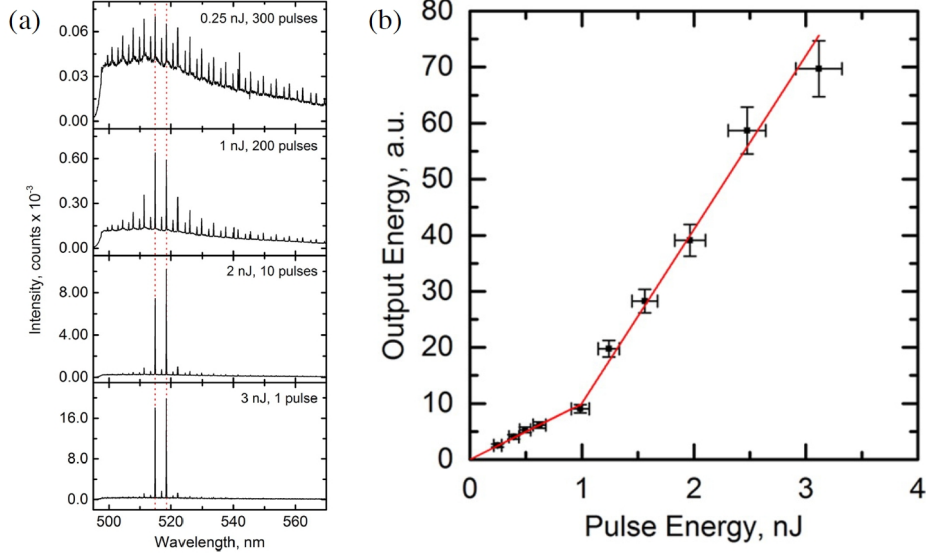 (a)
0.25 nJ, 300 pulses
0.06
0.03
0.00
1 nJ, 200 pulses
0.60
0.30
0.00
2 nJ, 10 pulses
8.00
4.00
0.00
3 nJ, 1 pulse
16.0
8.0
0.0
500 520 540 560
Wavelength, nm
Intensity, counts x 10⁻³
(b)
80
70
60
50
40
30
20
10
0
0 1 2 3 4
Pulse Energy, nJ
Output Energy, a.u.